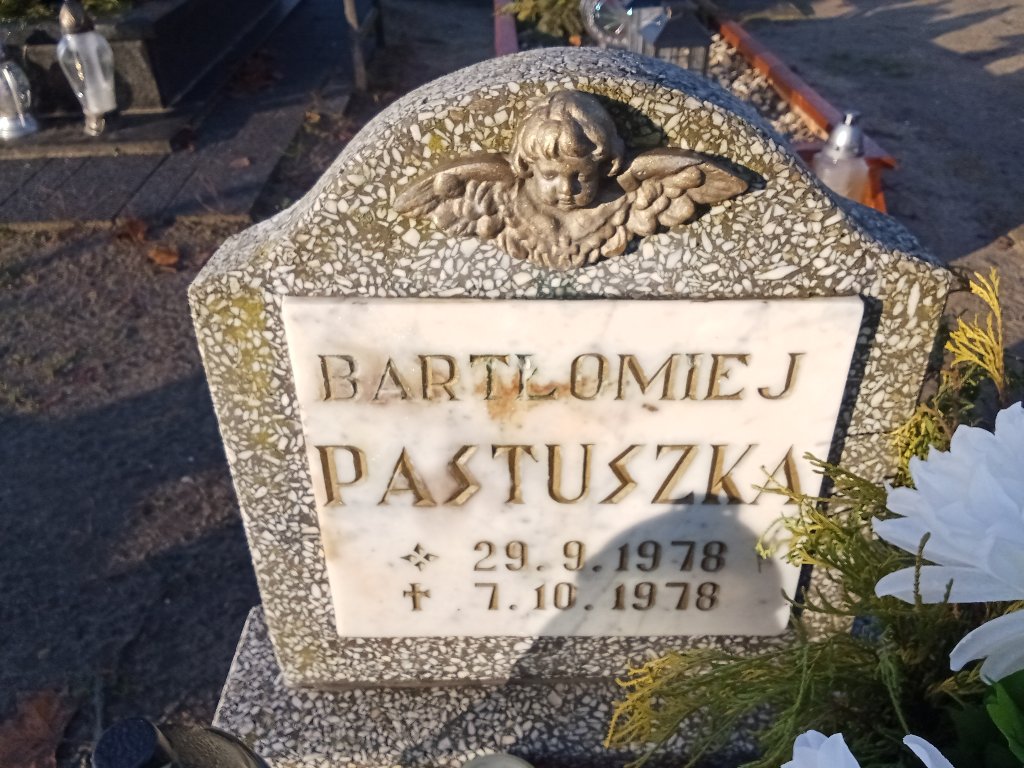 BARTŁOMIEJ
PASTUSZKA
29.9.1978
✝ 7.10.1978